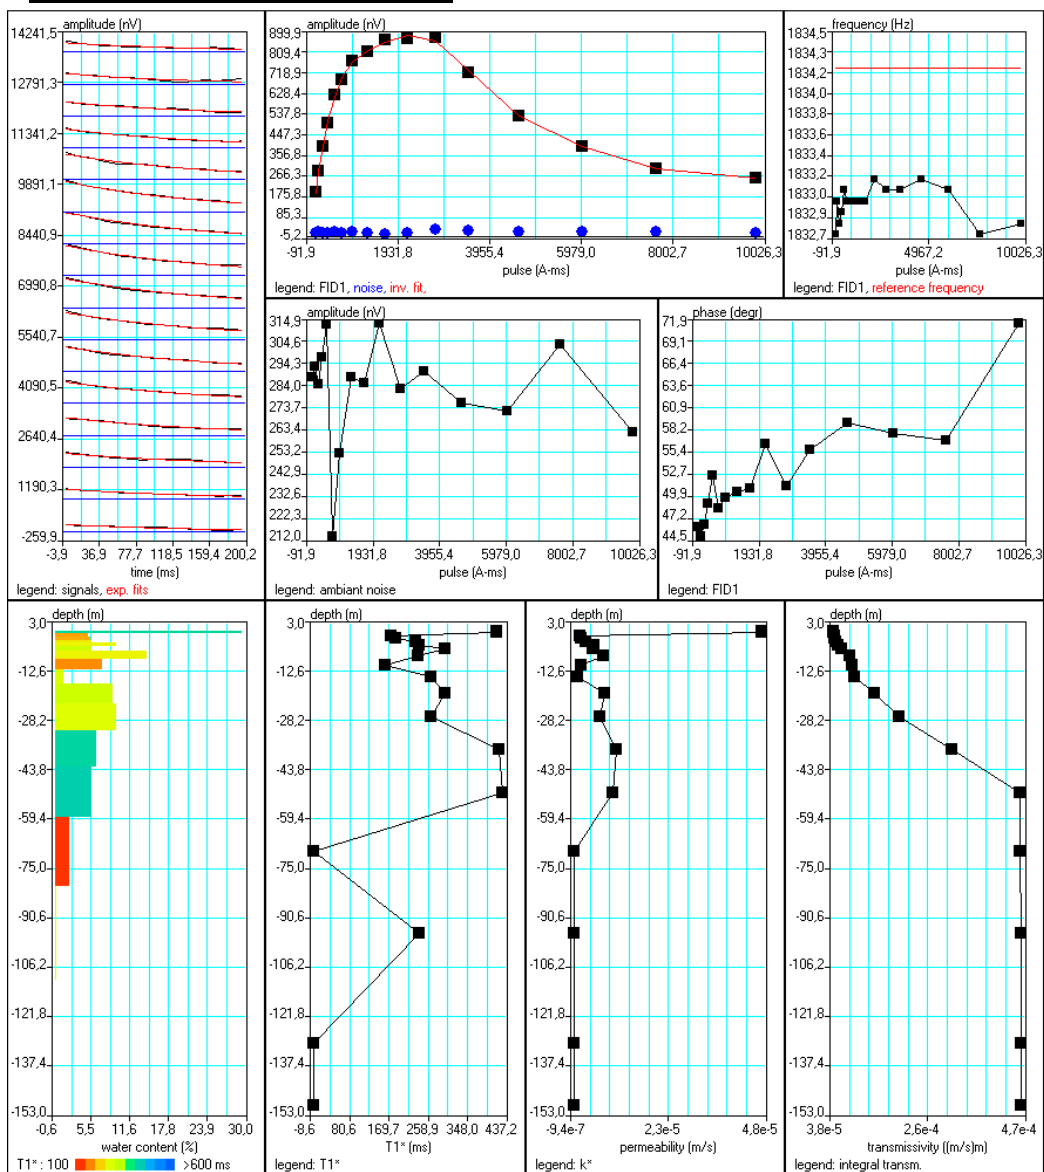 amplitude (nV)
14241,5
12791,3
11341,2
9891,1
8440,9
6990,8
5540,7
4090,5
2640,4
1190,3
-259,9
-3,9 36,9 77,7 118,5 159,4 200,2
time (ms)
legend: signals, exp. fits
amplitude (nV)
899,9
809,4
718,9
628,4
537,8
447,3
356,8
266,3
175,8
85,3
-5,2
-91,9 1931,8 3955,4 5979,0 8002,7 10026,3
pulse (A-ms)
legend: FID1, noise, inv. fit,
frequency (Hz)
1834,5
1834,3
1834,2
1834,0
1833,8
1833,6
1833,4
1833,2
1833,0
1832,9
1832,7
-91,9 4967,2 10026,3
pulse (A-ms)
legend: FID1, reference frequency
amplitude (nV)
314,9
304,6
294,3
284,0
273,7
263,4
253,2
242,9
232,6
222,3
212,0
-91,9 1931,8 3955,4 5979,0 8002,7 10026,3
pulse (A-ms)
legend: ambiant noise
phase (degr)
71,9
69,1
66,4
63,6
60,9
58,2
55,4
52,7
49,9
47,2
44,5
-91,9 1931,8 3955,4 5979,0 8002,7 10026,3
pulse (A-ms)
legend: FID1
depth (m)
3,0
-12,6
-28,2
-43,8
-59,4
-75,0
-90,6
-106,2
-121,8
-137,4
-153,0
-0,6 5,5 11,6 17,8 23,9 30,0
water content (%)
T1* : 100 >600 ms
depth (m)
3,0
-12,6
-28,2
-43,8
-59,4
-75,0
-90,6
-106,2
-121,8
-137,4
-153,0
-8,6 80,6 169,7 258,9 348,1 437,2
T1* (ms)
legend: T1*
depth (m)
3,0
-12,6
-28,2
-43,8
-59,4
-75,0
-90,6
-106,2
-121,8
-137,4
-153,0
-9,4e-7 2,3e-5 4,8e-5
permeability (m/s)
legend: k*
depth (m)
3,0
-12,6
-28,2
-43,8
-59,4
-75,0
-90,6
-106,2
-121,8
-137,4
-153,0
3,8e-5 2,6e-4 4,7e-4
transmissivity ((m/s)m)
legend: integral transm.